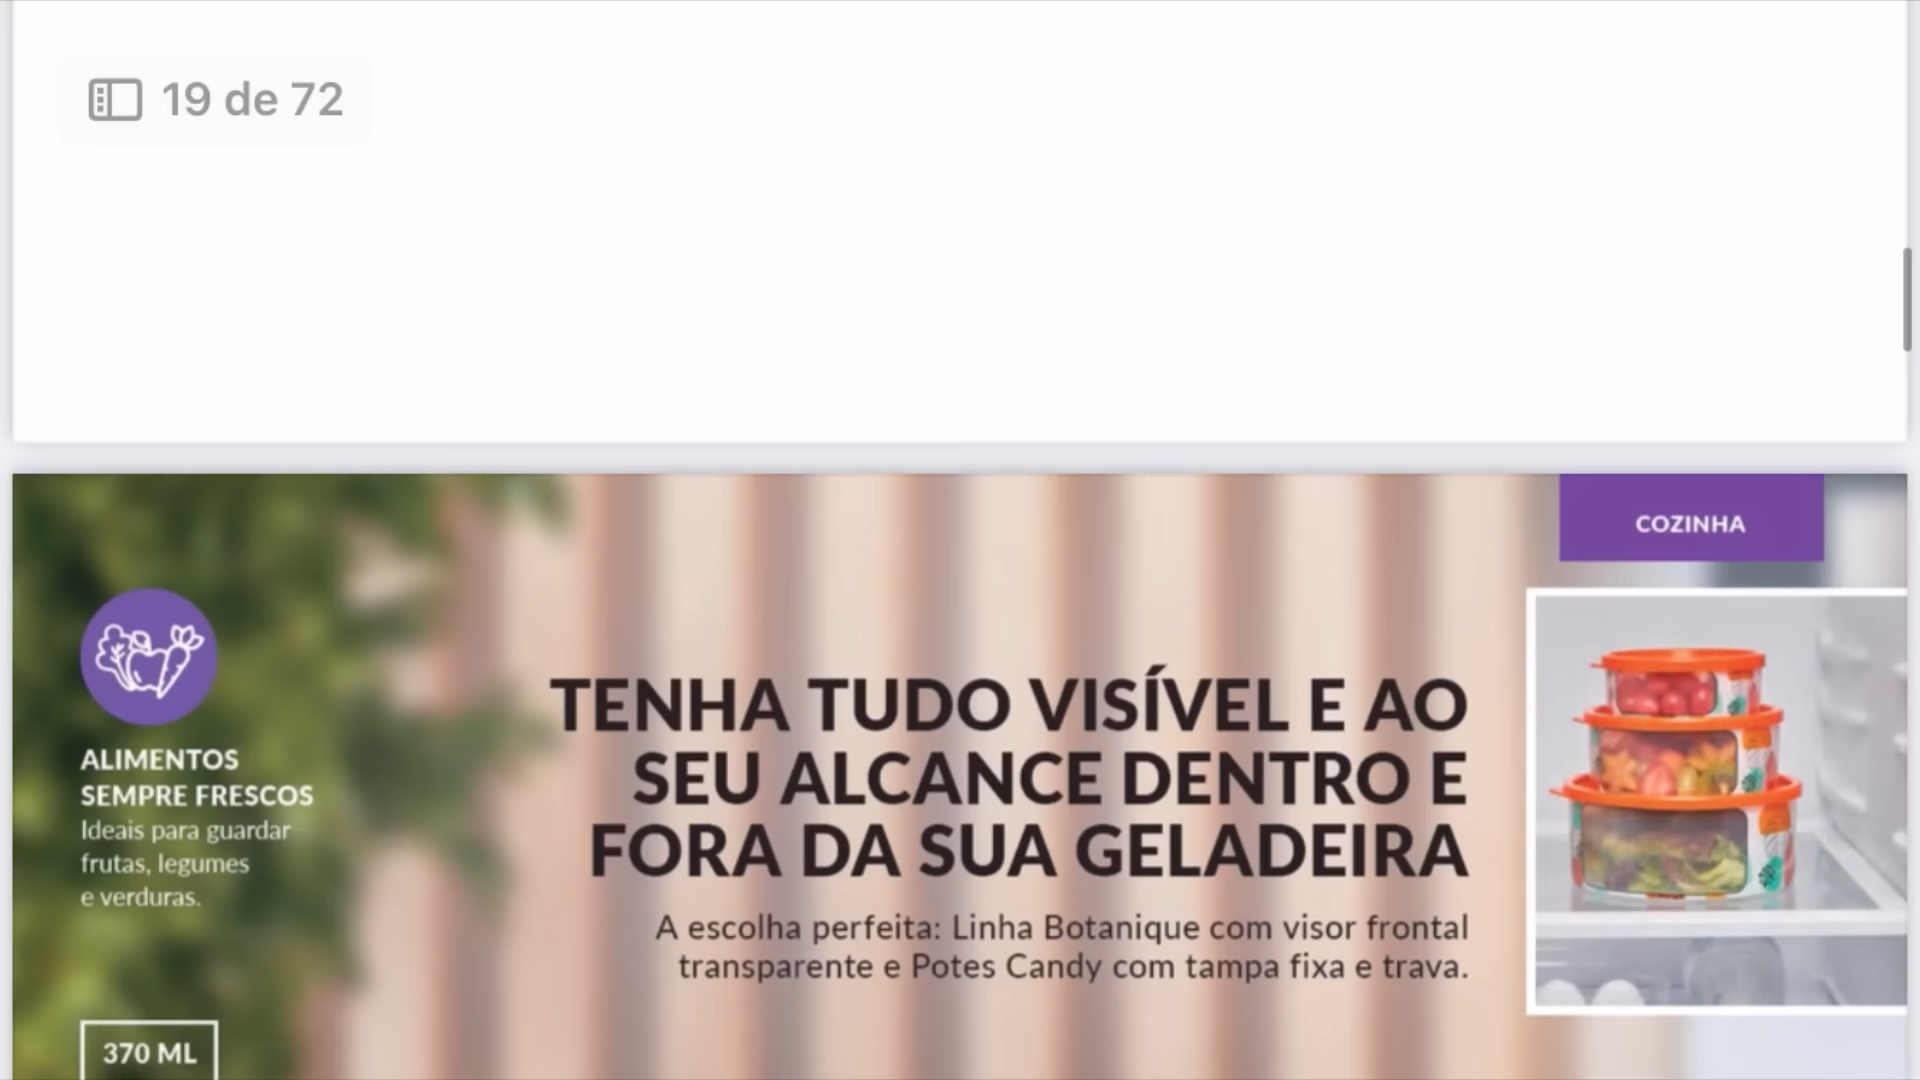 19 de 72
COZINHA
ALIMENTOS
SEMPRE FRESCOS
Ideais para guardar
frutas, legumes
e verduras.
TENHA TUDO VISÍVEL E AO
SEU ALCANCE DENTRO E
FORA DA SUA GELADEIRA
A escolha perfeita: Linha Botanique com visor frontal
transparente e Potes Candy com tampa fixa e trava.
370 ML